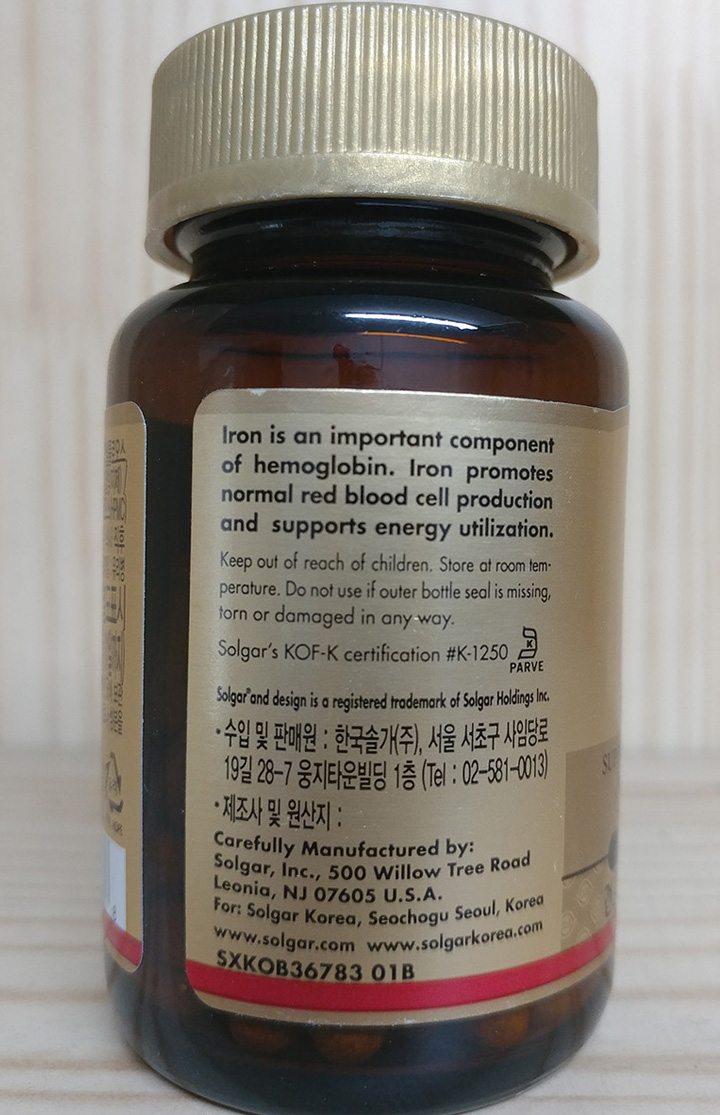 Iron is an important component
of hemoglobin. Iron promotes
normal red blood cell production
and supports energy utilization.
Keep out of reach of children. Store at room tem-
perature. Do not use if outer bottle seal is missing,
torn or damaged in any way.
Solgar's KOF-K certification #K-1250
K
PARVE
Solgar® and design is a registered trademark of Solgar Holdings Inc.
•수입 및 판매원 : 한국솔가(주), 서울 서초구 사임당로
19길 28-7 웅지타운빌딩 1층 (Tel : 02-581-0013)
•제조사 및 원산지 :
Carefully Manufactured by:
Solgar, Inc., 500 Willow Tree Road
Leonia, NJ 07605 U.S.A.
For: Solgar Korea, Seochogu Seoul, Korea
www.solgar.com www.solgarkorea.com
SXKOB36783 01B